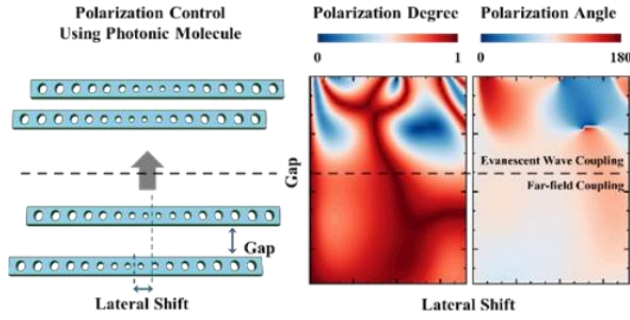 Polarization Control
Using Photonic Molecule
Gap
Lateral Shift
Polarization Degree
0 1
Polarization Angle
0 180
Gap
Evanescent Wave Coupling
Far-field Coupling
Lateral Shift